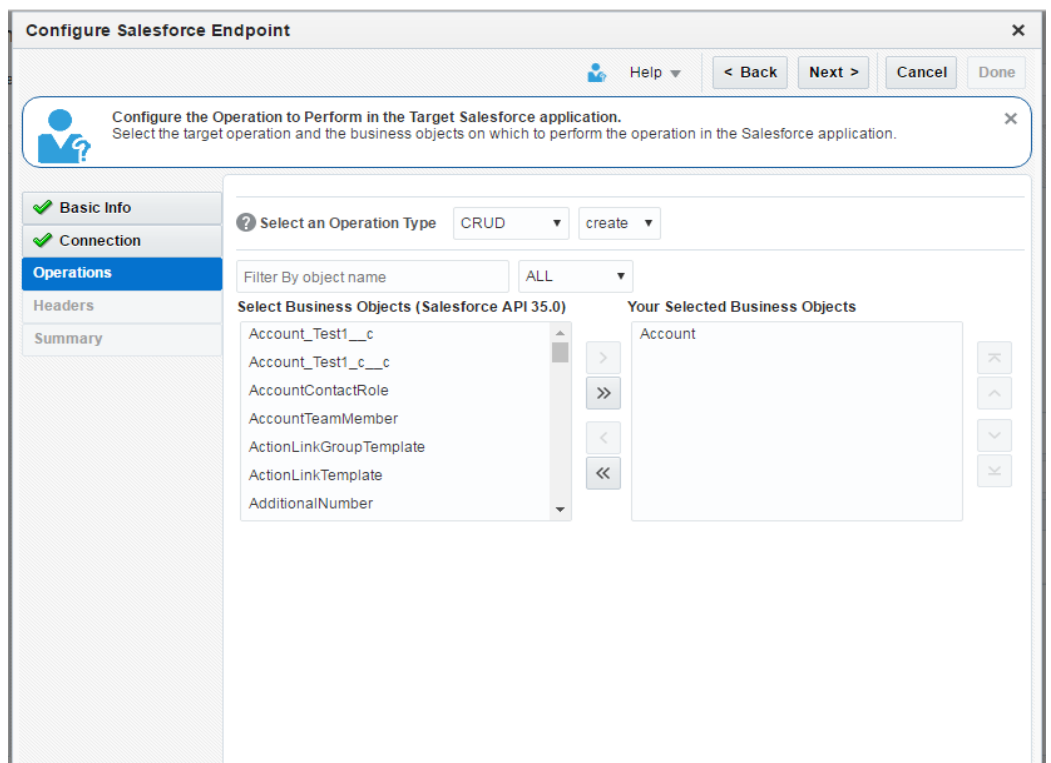 Configure Salesforce Endpoint
Help
< Back
Next >
Cancel
Done
Configure the Operation to Perform in the Target Salesforce application.
Select the target operation and the business objects on which to perform the operation in the Salesforce application.
Basic Info
Connection
Operations
Headers
Summary
Select an Operation Type CRUD create
Filter By object name ALL
Select Business Objects (Salesforce API 35.0)
Account_Test1__c
Account_Test1_c__c
AccountContactRole
AccountTeamMember
ActionLinkGroupTemplate
ActionLinkTemplate
AdditionalNumber
Your Selected Business Objects
Account